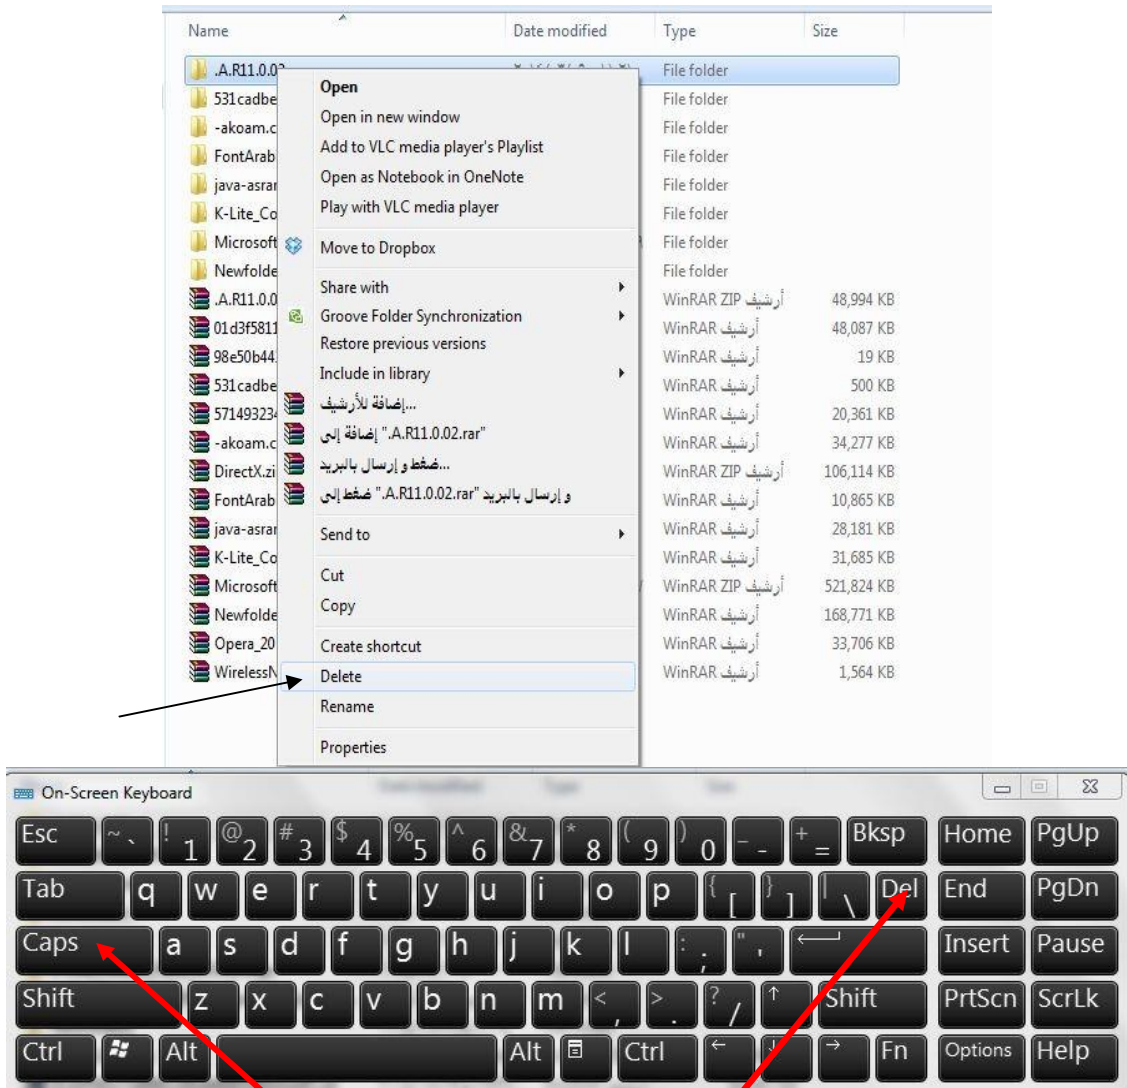 Name Date modified Type Size
.A.R11.0.02 File folder
531cadbe File folder
-akoam.c File folder
FontArab File folder
java-asrar File folder
K-Lite_Co File folder
Microsoft File folder
Newfolde File folder
.A.R11.0.0 أرشيف WinRAR ZIP 48,994 KB
01d3f5811 أرشيف WinRAR 48,087 KB
98e50b44 أرشيف WinRAR 19 KB
531cadbe أرشيف WinRAR 500 KB
57149323 أرشيف WinRAR 20,361 KB
-akoam.c أرشيف WinRAR 34,277 KB
DirectX.zi أرشيف WinRAR ZIP 106,114 KB
FontArab أرشيف WinRAR 10,865 KB
java-asrar أرشيف WinRAR 28,181 KB
K-Lite_Co أرشيف WinRAR 31,685 KB
Microsoft أرشيف WinRAR ZIP 521,824 KB
Newfolde أرشيف WinRAR 168,771 KB
Opera_20 أرشيف WinRAR 33,706 KB
WirelessN أرشيف WinRAR 1,564 KB
Open
Open in new window
Add to VLC media player's Playlist
Open as Notebook in OneNote
Play with VLC media player
Move to Dropbox
Share with
Groove Folder Synchronization
Restore previous versions
Include in library
إضافة للأرشيف...
إضافة إلى ".A.R11.0.02.rar"
ضغط و إرسال بالبريد...
ضغط إلى ".A.R11.0.02.rar" و إرسال بالبريد
Send to
Cut
Copy
Create shortcut
Delete
Rename
Properties
On-Screen Keyboard
Esc ~ ` ! 1 @ 2 # 3 $ 4 % 5 ^ 6 & 7 * 8 ( 9 ) 0 _ - + = Bksp Home PgUp
Tab q w e r t y u i o p { [ } ] | \ Del End PgDn
Caps a s d f g h j k l : ; " ' Insert Pause
Shift z x c v b n m < , > . ? / ↑ Shift PrtScn ScrLk
Ctrl Alt Alt Ctrl ← ↓ → Fn Options Help